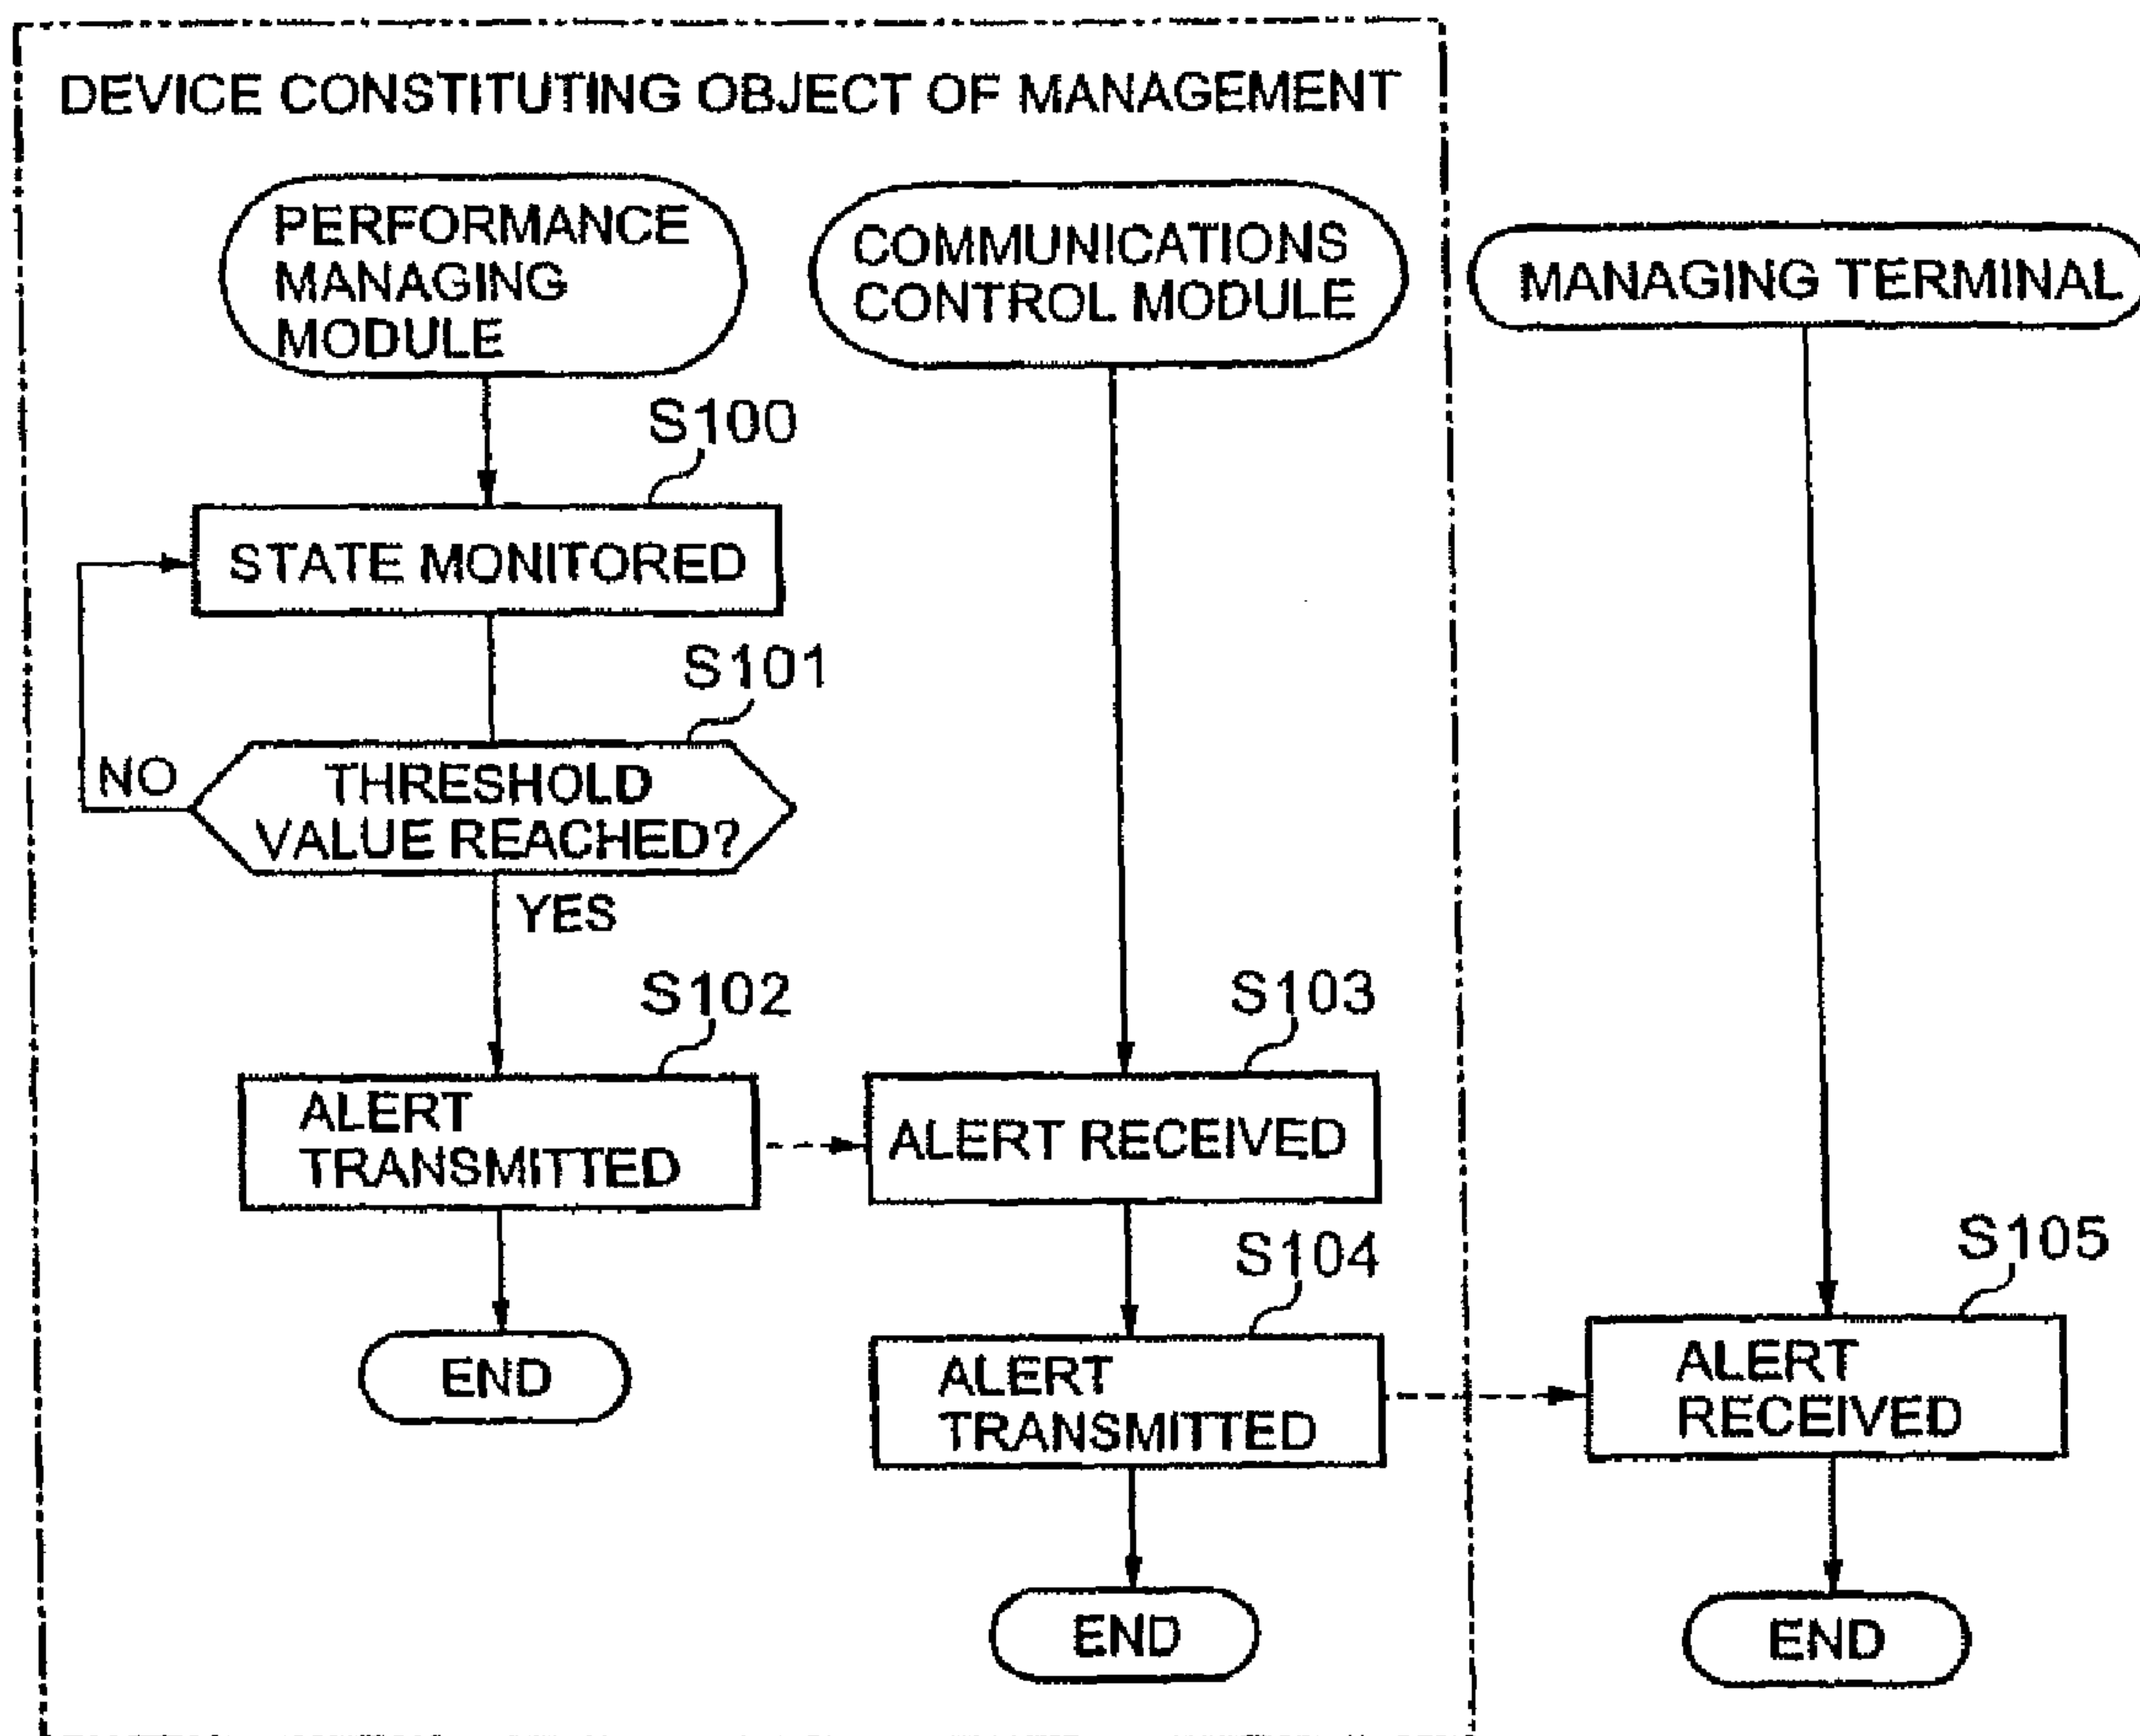 DEVICE CONSTITUTING OBJECT OF MANAGEMENT
PERFORMANCE
MANAGING
MODULE
COMMUNICATIONS
CONTROL MODULE
MANAGING TERMINAL
S100
STATE MONITORED
S101
NO
THRESHOLD
VALUE REACHED?
YES
S102
ALERT
TRANSMITTED
S103
ALERT RECEIVED
S104
ALERT
TRANSMITTED
S105
ALERT
RECEIVED
END
END
END